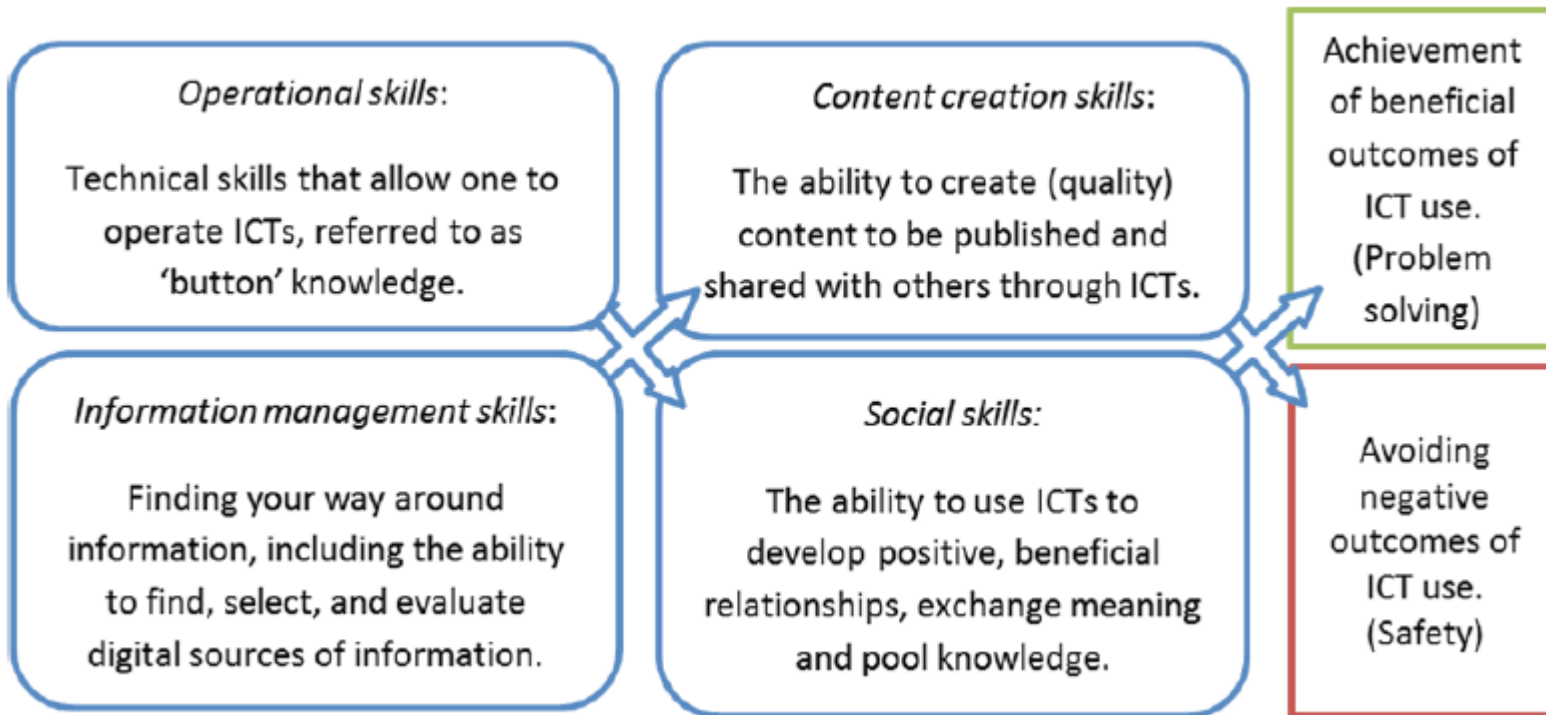 Operational skills:
Technical skills that allow one to
operate ICTs, referred to as
‘button’ knowledge.
Content creation skills:
The ability to create (quality)
content to be published and
shared with others through ICTs.
Achievement
of beneficial
outcomes of
ICT use.
(Problem
solving)
Information management skills:
Finding your way around
information, including the ability
to find, select, and evaluate
digital sources of information.
Social skills:
The ability to use ICTs to
develop positive, beneficial
relationships, exchange meaning
and pool knowledge.
Avoiding
negative
outcomes of
ICT use.
(Safety)